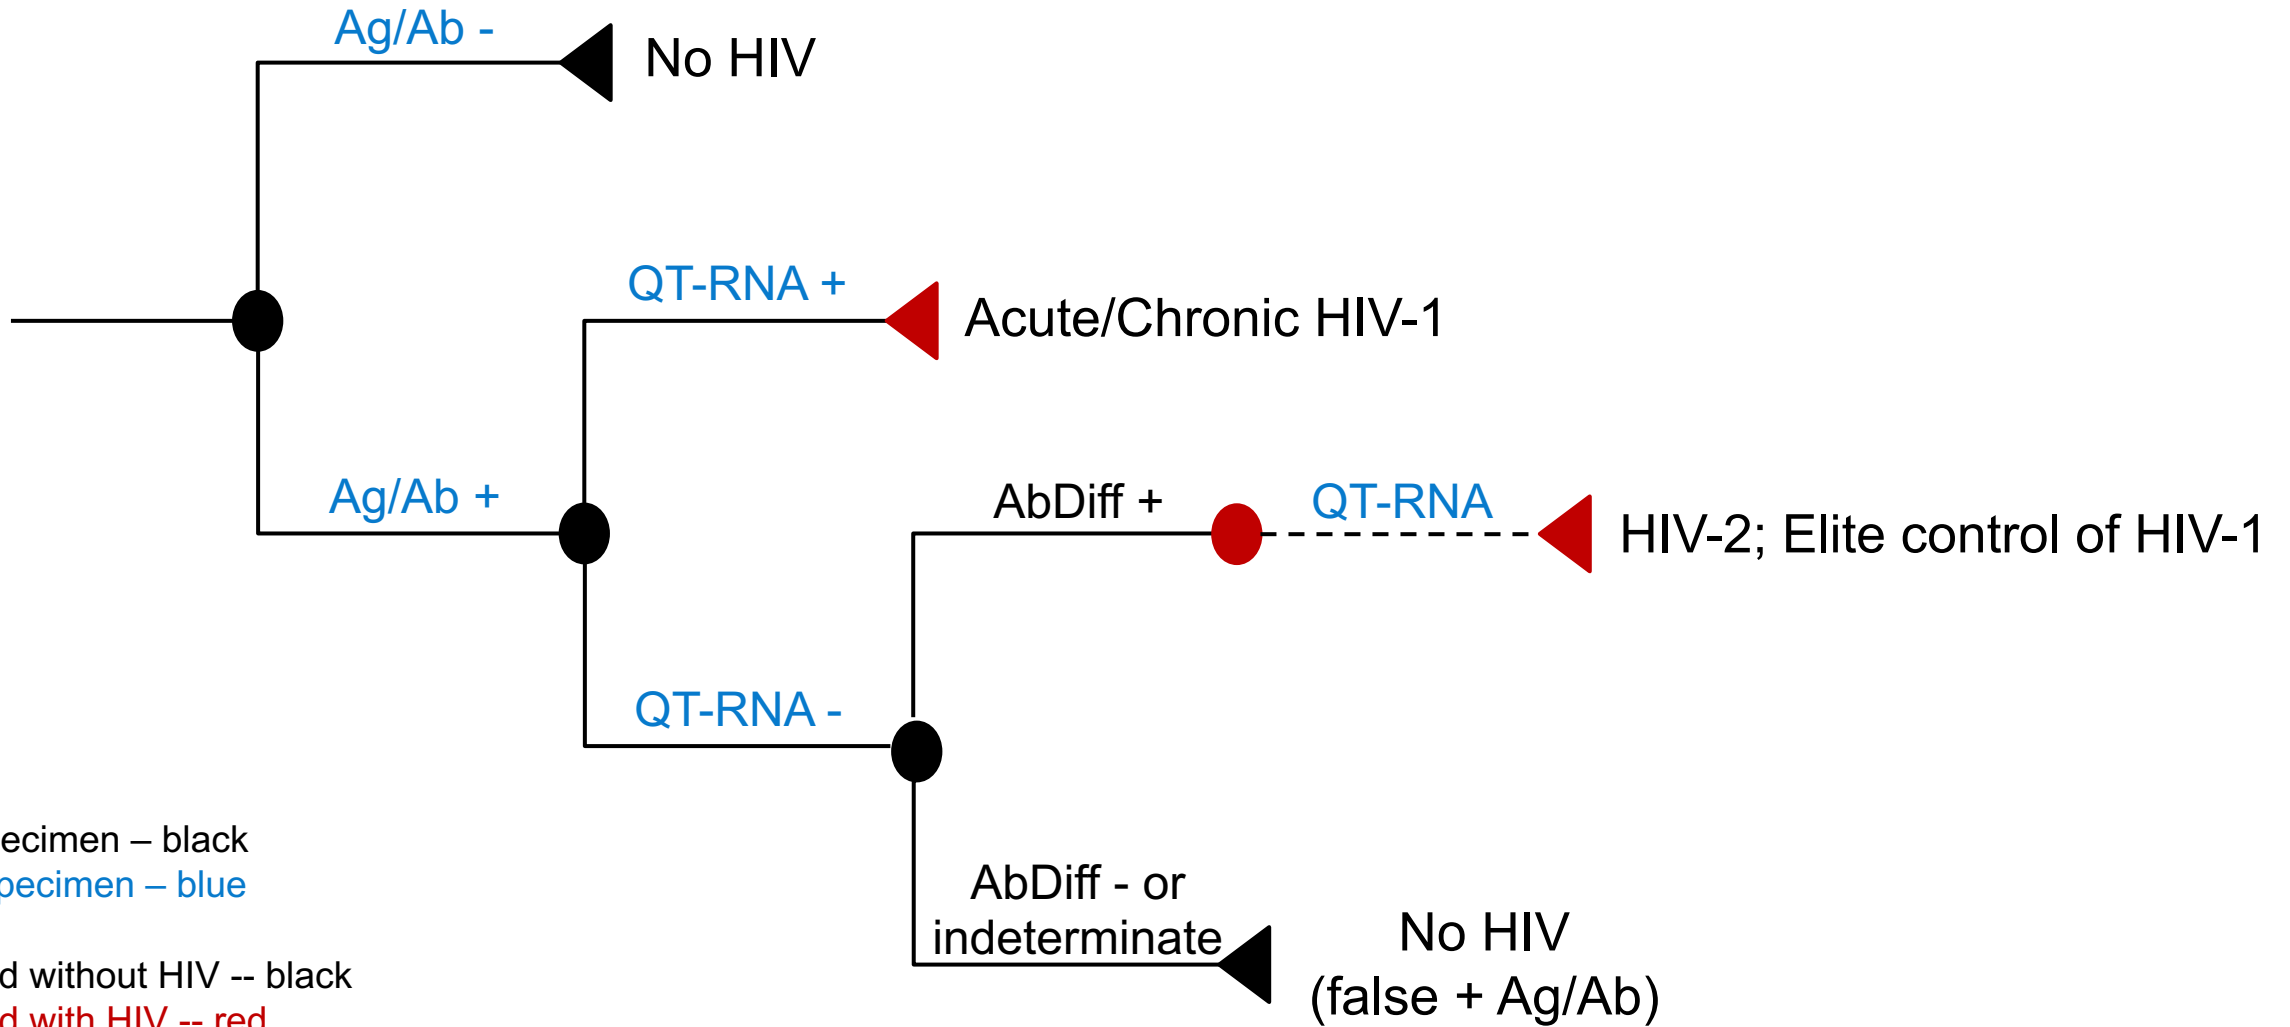 Ag/Ab -
No HIV
QT-RNA +
Acute/Chronic HIV-1
Ag/Ab +
AbDiff +
QT-RNA
HIV-2; Elite control of HIV-1
QT-RNA -
AbDiff - or
indeterminate
No HIV
(false + Ag/Ab)
– black
– blue
without HIV -- black
with HIV -- red